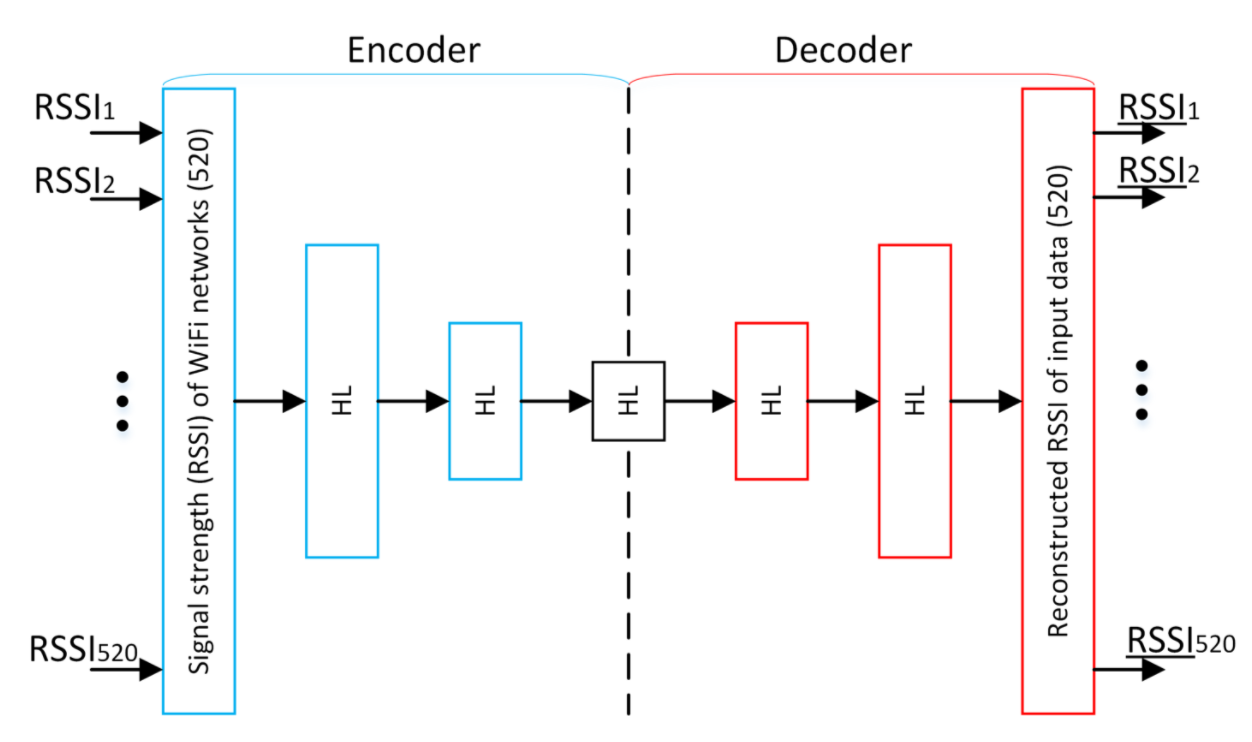 Encoder
Decoder
RSSI1
RSSI2
RSSI520
Signal strength (RSSI) of WiFi networks (520)
HL
HL
HL
HL
HL
Reconstructed RSSI of input data (520)
RSSI1
RSSI2
RSSI520